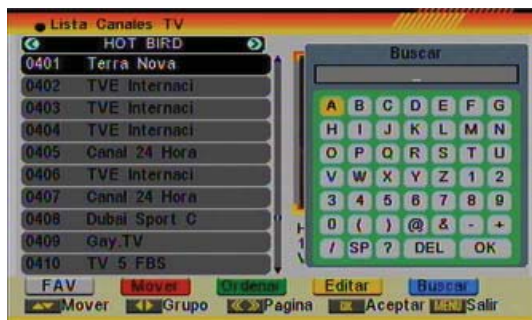 Lista Canales TV
HOT BIRD
0401 Terra Nova
0402 TVE Internaci
0403 TVE Internaci
0404 TVE Internaci
0405 Canal 24 Hora
0406 TVE Internaci
0407 Canal 24 Hora
0408 Dubai Sport C
0409 Gay.TV
0410 TV 5 FBS
Buscar
_
A B C D E F G
H I J K L M N
O P Q R S T U
V W X Y Z 1 2
3 4 5 6 7 8 9
0 ( ) @ & - +
/ SP ? DEL OK
FAV Mover Ordenar Editar Buscar
Mover Grupo Pagina OK Aceptar MENU Salir